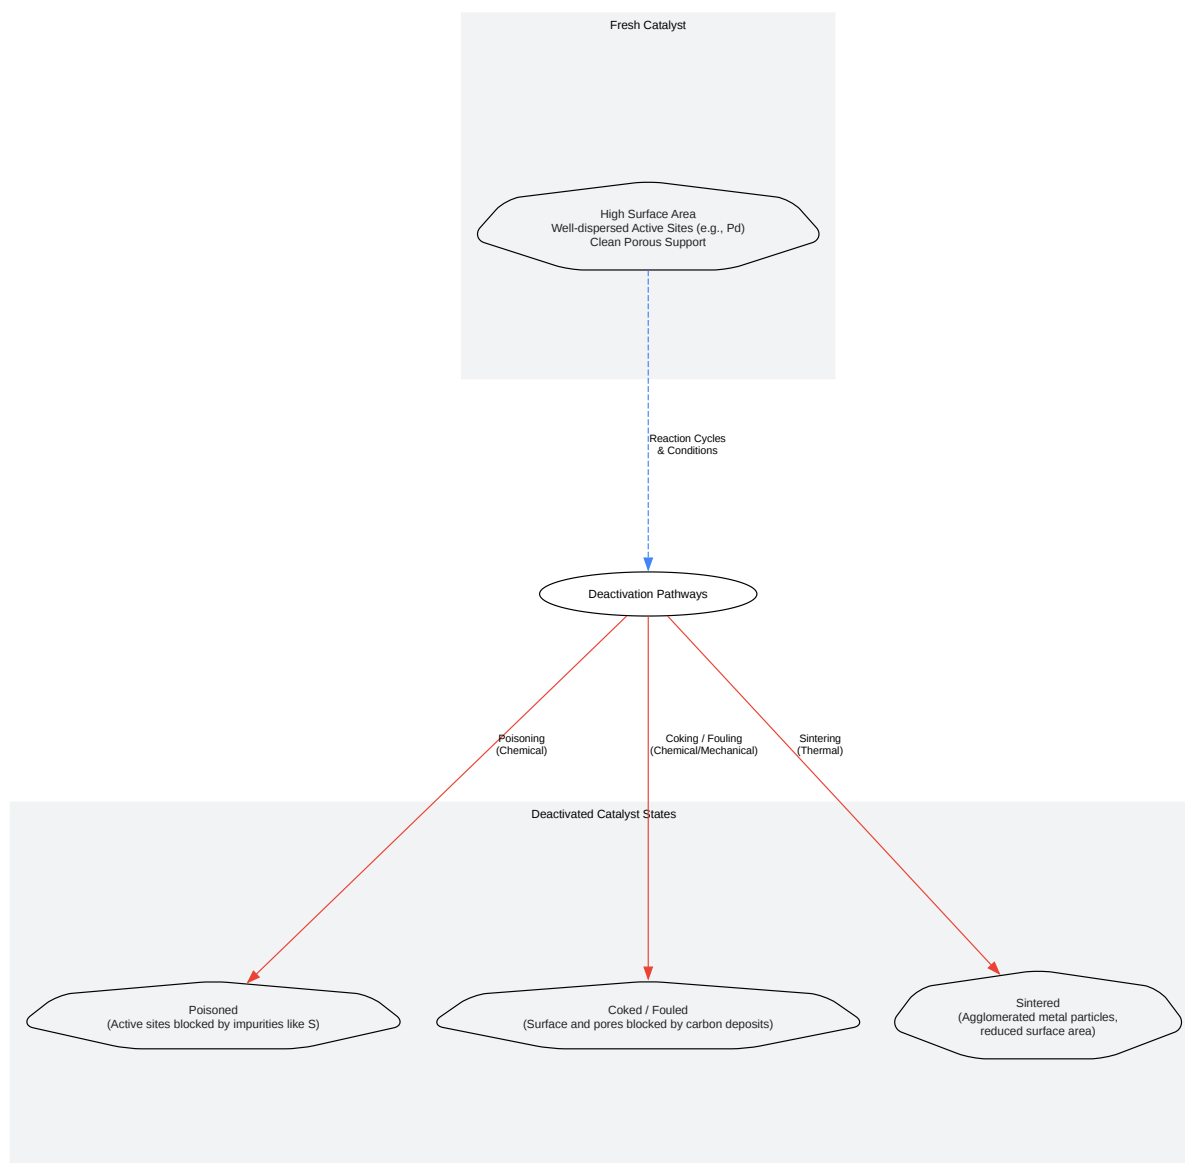 Fresh Catalyst
High Surface Area
Well-dispersed Active Sites (e.g., Pd)
Clean Porous Support
Reaction Cycles
& Conditions
Deactivation Pathways
Poisoning
(Chemical)
Coking / Fouling
(Chemical/Mechanical)
Sintering
(Thermal)
Deactivated Catalyst States
Poisoned
(Active sites blocked by impurities like S)
Coked / Fouled
(Surface and pores blocked by carbon deposits)
Sintered
(Agglomerated metal particles,
reduced surface area)